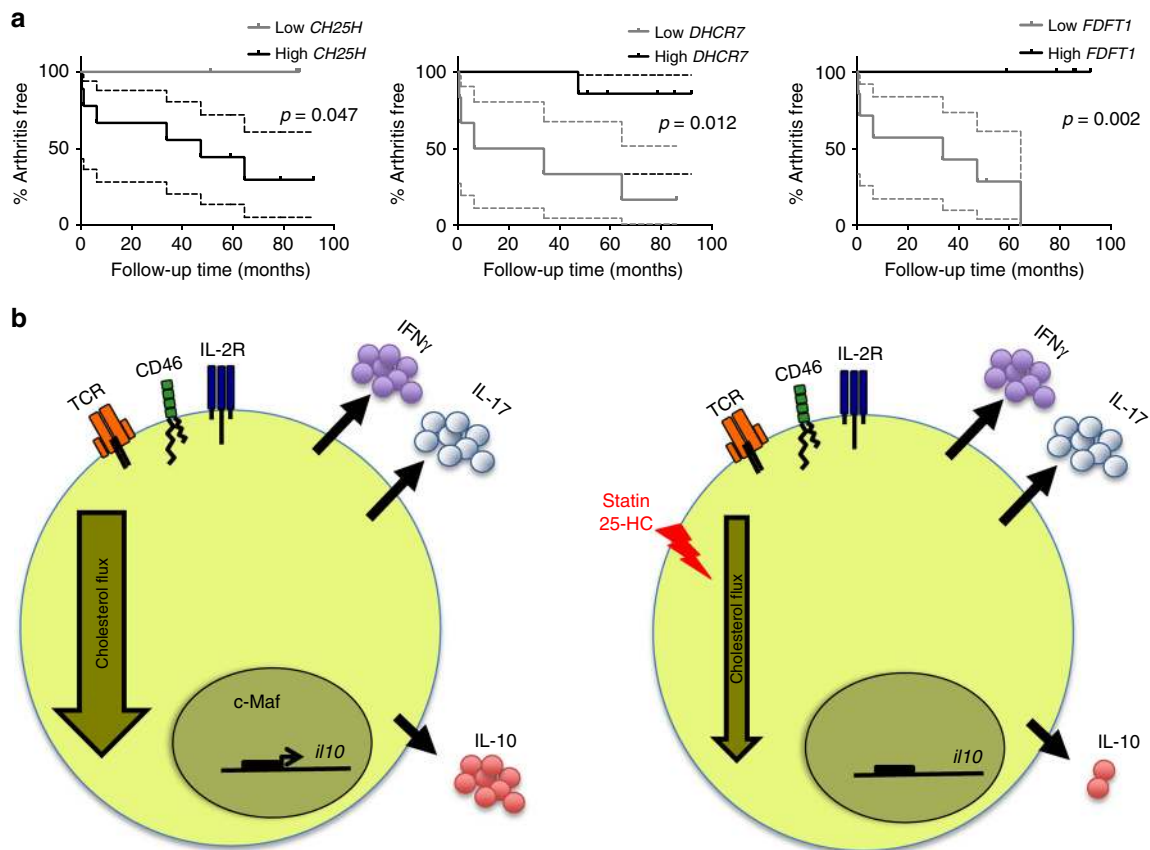 a
Low CH25H
High CH25H
% Arthritis free
100
50
0
p = 0.047
0 20 40 60 80 100
Follow-up time (months)
Low DHCR7
High DHCR7
% Arthritis free
100
50
0
p = 0.012
0 20 40 60 80 100
Follow-up time (months)
Low FDFT1
High FDFT1
% Arthritis free
100
50
0
p = 0.002
0 20 40 60 80 100
Follow-up time (months)
b
TCR
CD46
IL-2R
IFNγ
IL-17
Cholesterol flux
c-Maf
il10
IL-10
TCR
CD46
IL-2R
IFNγ
IL-17
Statin
25-HC
Cholesterol flux
il10
IL-10